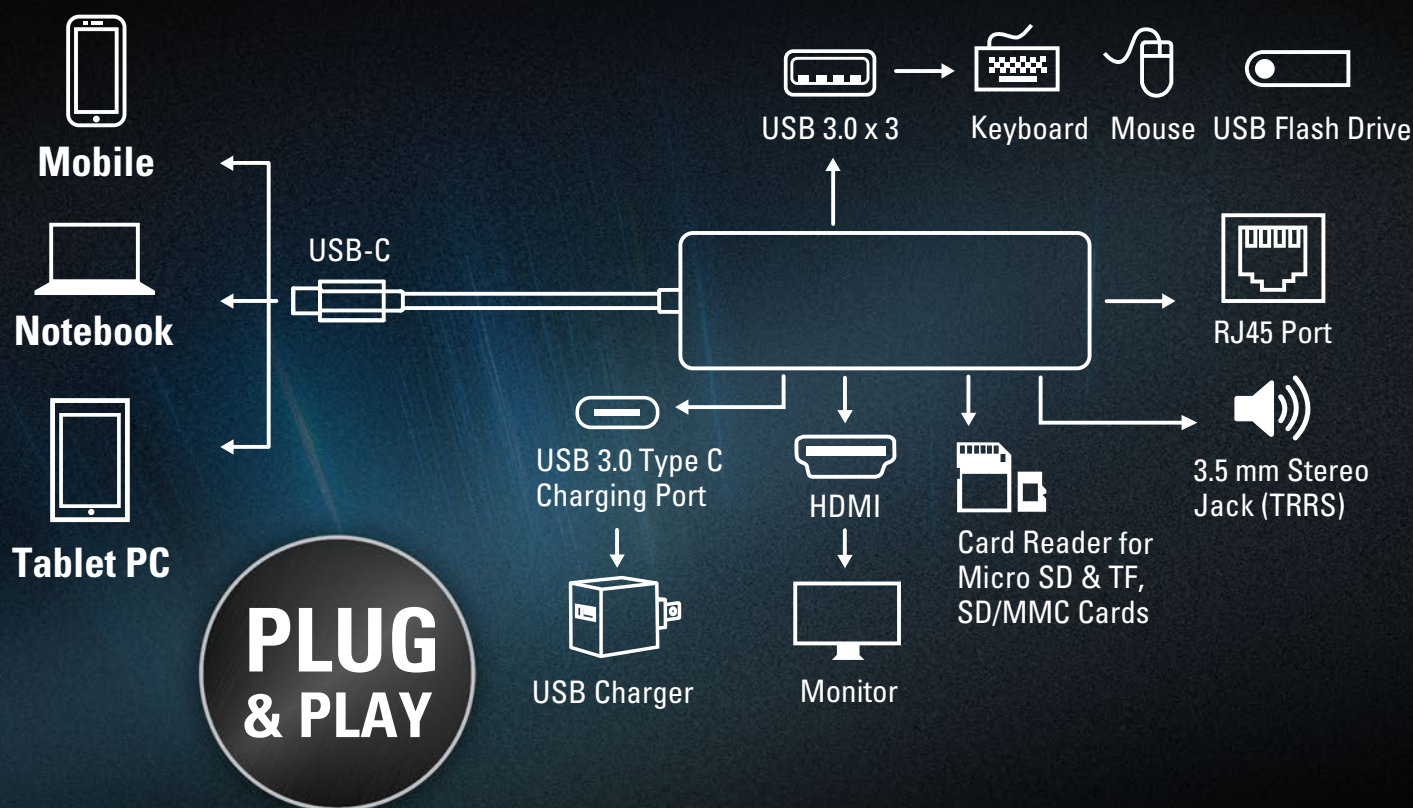 Mobile
Notebook
Tablet PC
USB-C
USB 3.0 x 3
Keyboard
Mouse
USB Flash Drive
RJ45 Port
3.5 mm Stereo
Jack (TRRS)
USB 3.0 Type C
Charging Port
HDMI
Card Reader for
Micro SD & TF,
SD/MMC Cards
USB Charger
Monitor
PLUG
& PLAY